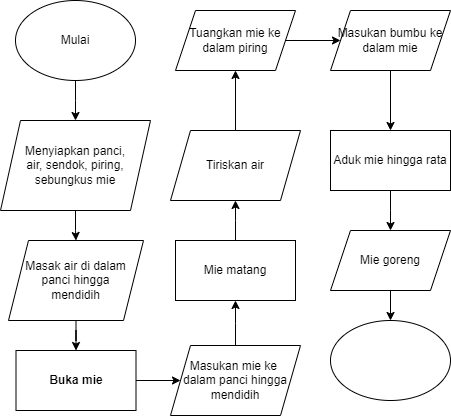 Mulai
Menyiapkan panci,
air, sendok, piring,
sebungkus mie
Masak air di dalam
panci hingga
mendidih
Buka mie
Masukan mie ke
dalam panci hingga
mendidih
Mie matang
Tiriskan air
Tuangkan mie ke
dalam piring
Masukan bumbu ke
dalam mie
Aduk mie hingga rata
Mie goreng